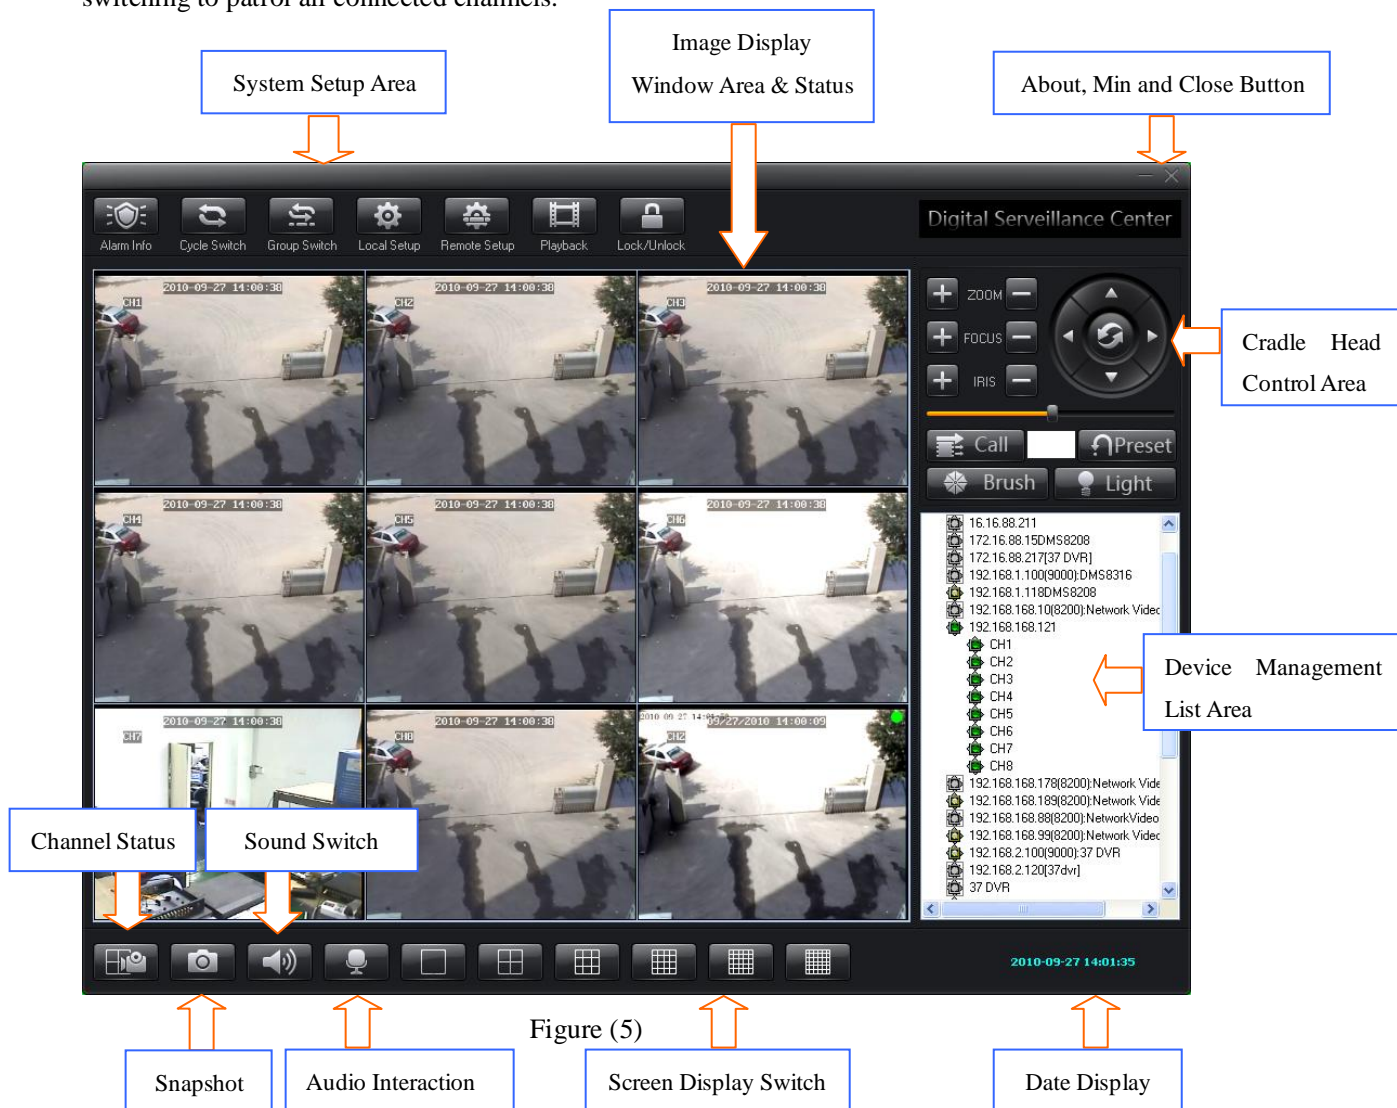 switching to patrol all connected channels.
Image Display
Window Area & Status
System Setup Area
About, Min and Close Button
Alarm Info
Cycle Switch
Group Switch
Local Setup
Remote Setup
Playback
Lock/Unlock
Digital Serveillance Center
2010-09-27 14:00:38
CH1
2010-09-27 14:00:38
CH2
2010-09-27 14:00:38
CH3
ZOOM
FOCUS
IRIS
Cradle Head
Control Area
Call
Preset
Brush
Light
2010-09-27 14:00:38
CH4
2010-09-27 14:00:38
CH5
2010-09-27 14:00:38
CH6
16.16.88.211
172.16.88.15DMS8208
172.16.88.217[37 DVR]
192.168.1.100(9000):DMS8316
192.168.1.118DMS8208
192.168.168.10(8200):Network Videc
192.168.168.121
CH1
CH2
CH3
CH4
CH5
CH6
CH7
CH8
192.168.168.178(8200):Network Vide
192.168.168.189(8200):Network Vide
192.168.168.88(8200):NetworkVideo
192.168.168.99(8200):Network Videc
192.168.2.100(9000):37 DVR
192.168.2.120[37dvr]
37 DVR
Device Management
List Area
2010-09-27 14:00:38
CH7
2010-09-27 14:00:38
CH8
2010 09 27
09/27/2010 14:00:09
CH2
Channel Status
Sound Switch
2010-09-27 14:01:35
Figure (5)
Snapshot
Audio Interaction
Screen Display Switch
Date Display